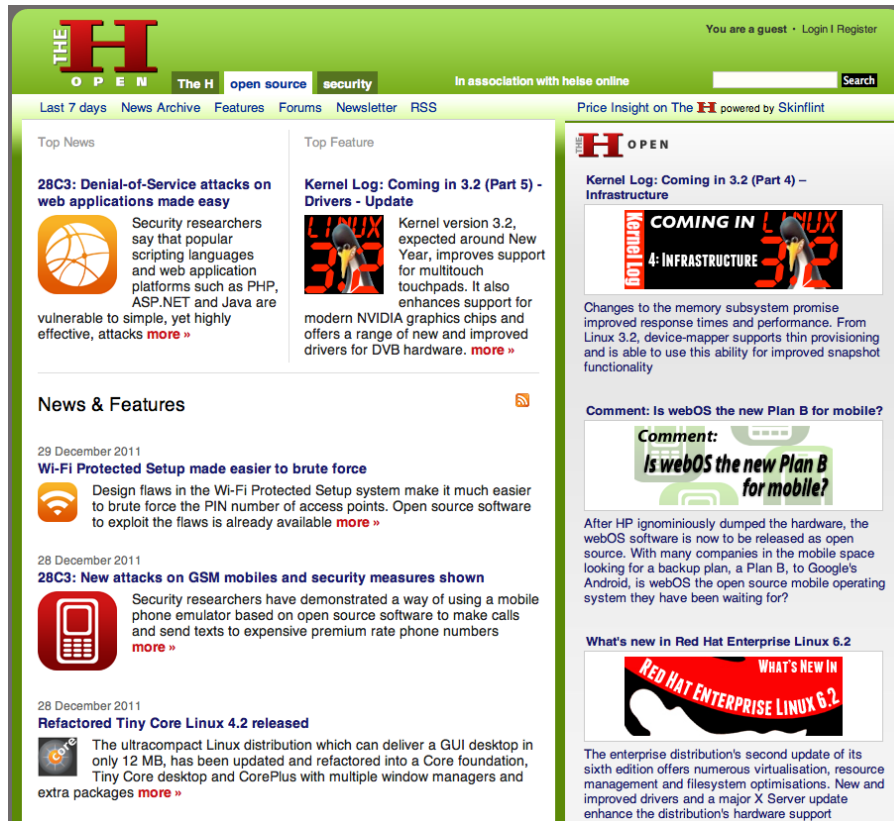 You are a guest · Login I Register
THE H
OPEN
The H open source security
In association with heise online
Search
Last 7 days News Archive Features Forums Newsletter RSS
Price Insight on The H powered by Skinflint
Top News
28C3: Denial-of-Service attacks on
web applications made easy
Security researchers
say that popular
scripting languages
and web application
platforms such as PHP,
ASP.NET and Java are
vulnerable to simple, yet highly
effective, attacks more »
Top Feature
Kernel Log: Coming in 3.2 (Part 5) -
Drivers - Update
LINUX
3.2
Kernel version 3.2,
expected around New
Year, improves support
for multitouch
touchpads. It also
enhances support for
modern NVIDIA graphics chips and
offers a range of new and improved
drivers for DVB hardware. more »
News & Features
29 December 2011
Wi-Fi Protected Setup made easier to brute force
Design flaws in the Wi-Fi Protected Setup system make it much easier
to brute force the PIN number of access points. Open source software
to exploit the flaws is already available more »
28 December 2011
28C3: New attacks on GSM mobiles and security measures shown
Security researchers have demonstrated a way of using a mobile
phone emulator based on open source software to make calls
and send texts to expensive premium rate phone numbers
more »
28 December 2011
Refactored Tiny Core Linux 4.2 released
core
The ultracompact Linux distribution which can deliver a GUI desktop in
only 12 MB, has been updated and refactored into a Core foundation,
Tiny Core desktop and CorePlus with multiple window managers and
extra packages more »
THE H OPEN
Kernel Log: Coming in 3.2 (Part 4) –
Infrastructure
Kernel Log
COMING IN LINUX
3.2
4: INFRASTRUCTURE
Changes to the memory subsystem promise
improved response times and performance. From
Linux 3.2, device-mapper supports thin provisioning
and is able to use this ability for improved snapshot
functionality
Comment: Is webOS the new Plan B for mobile?
Comment:
Is webOS the new Plan B
for mobile?
After HP ignominiously dumped the hardware, the
webOS software is now to be released as open
source. With many companies in the mobile space
looking for a backup plan, a Plan B, to Google's
Android, is webOS the open source mobile operating
system they have been waiting for?
What's new in Red Hat Enterprise Linux 6.2
WHAT'S NEW IN
RED HAT ENTERPRISE LINUX 6.2
The enterprise distribution's second update of its
sixth edition offers numerous virtualisation, resource
management and filesystem optimisations. New and
improved drivers and a major X Server update
enhance the distribution's hardware support